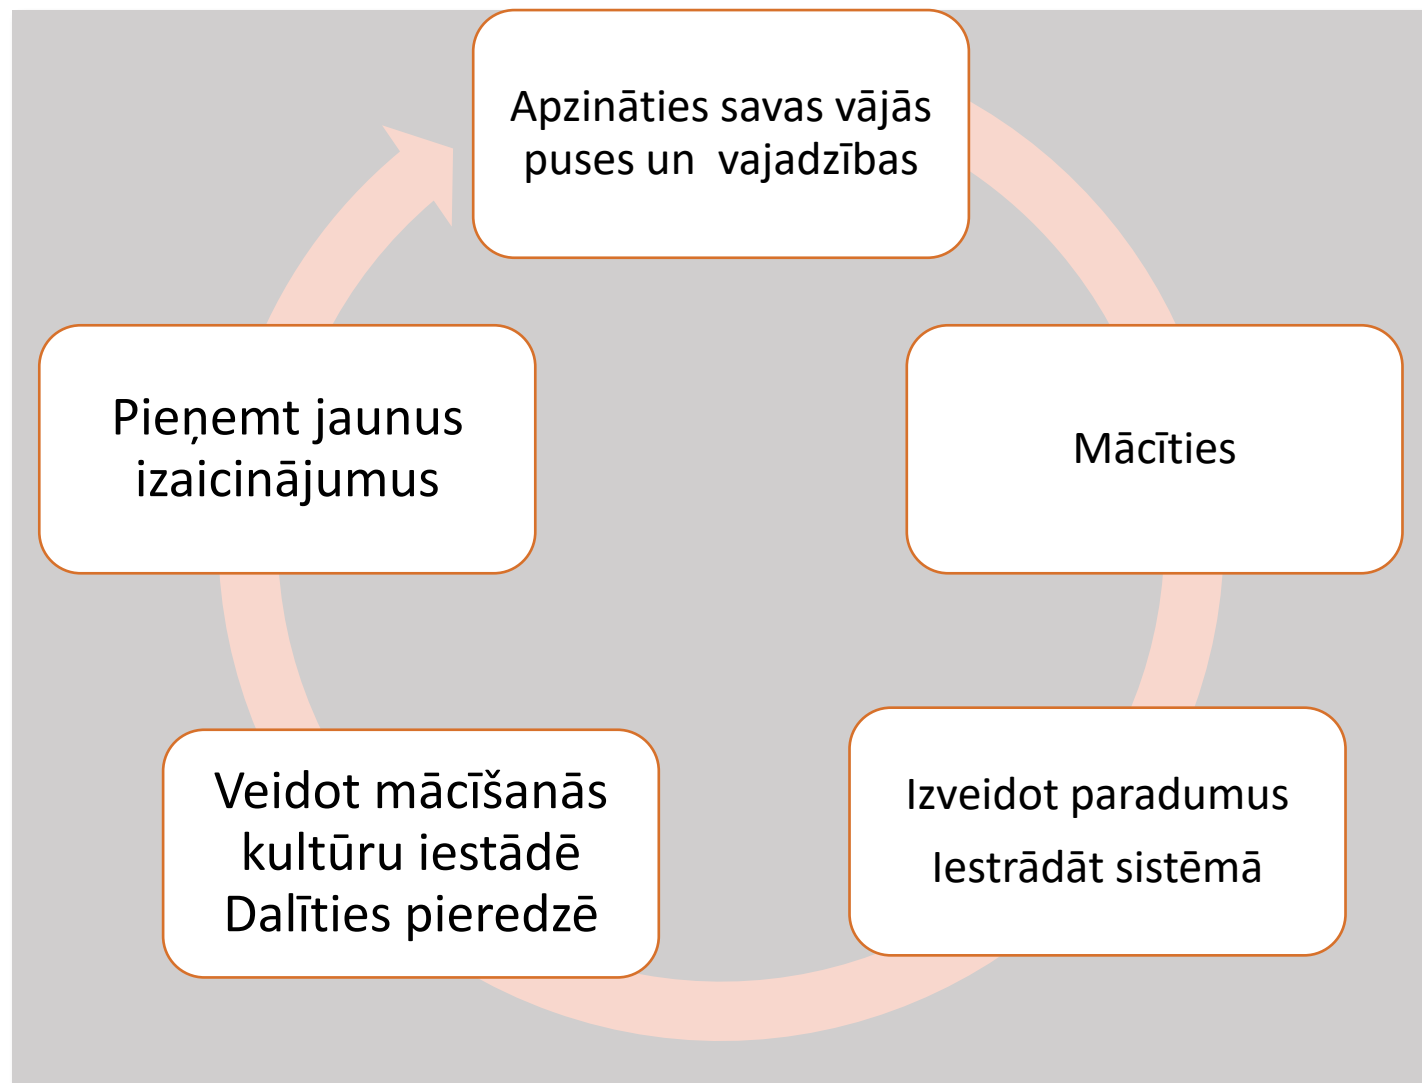 Apzināties savas vājās
puses un  vajadzības
Mācīties
Izveidot paradumus
Iestrādāt sistēmā
Veidot mācīšanās
kultūru iestādē
Dalīties pieredzē
Pieņemt jaunus
izaicinājumus